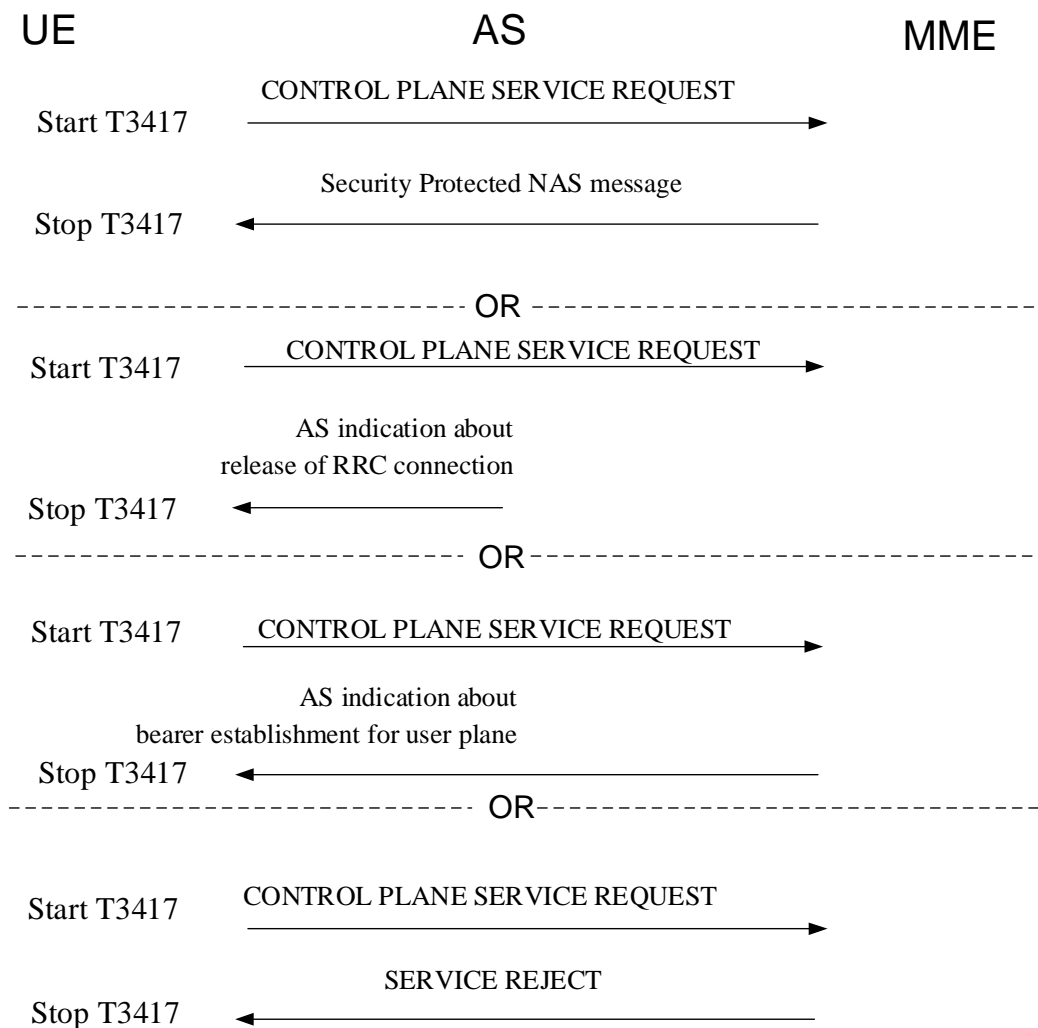 UE AS MME
CONTROL PLANE SERVICE REQUEST
Start T3417
Security Protected NAS message
Stop T3417
OR
CONTROL PLANE SERVICE REQUEST
Start T3417
AS indication about
release of RRC connection
Stop T3417
OR
Start T3417 CONTROL PLANE SERVICE REQUEST
AS indication about
bearer establishment for user plane
Stop T3417
OR
CONTROL PLANE SERVICE REQUEST
Start T3417
SERVICE REJECT
Stop T3417